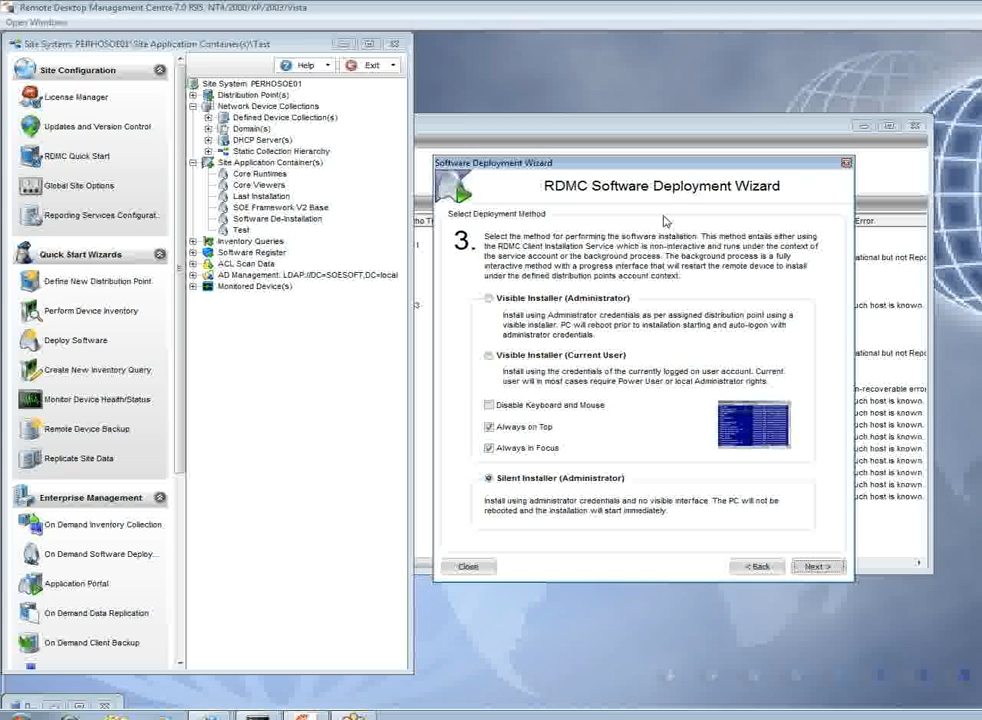 Remote Desktop Management Centre 7.0 R95. NT4/2000/XP/2003/Vista
Open Windows
Site System: PERHOSOE01\Site Application Container(s)\Test
Help
Exit
Site Configuration
License Manager
Updates and Version Control
RDMC Quick Start
Global Site Options
Reporting Services Configurat..
Quick Start Wizards
Define New Distribution Point
Perform Device Inventory
Deploy Software
Create New Inventory Query
Monitor Device Health/Status
Remote Device Backup
Replicate Site Data
Enterprise Management
On Demand Inventory Collection
On Demand Software Deploy...
Application Portal
On Demand Data Replication
On Demand Client Backup
Site System: PERHOSOE01
Distribution Point(s)
Network Device Collections
Defined Device Collection(s)
Domain(s)
DHCP Server(s)
Static Collection Hierarchy
Site Application Container(s)
Core Runtimes
Core Viewers
Last Installation
SOE Framework V2 Base
Software De-Installation
Test
Inventory Queries
Software Register
ACL Scan Data
AD Management: LDAP://DC=SOESOFT,DC=local
Monitored Device(s)
Software Deployment Wizard
RDMC Software Deployment Wizard
Select Deployment Method
3.
Select the method for performing the software installation. This method entails either using
the RDMC Client Installation Service which is non-interactive and runs under the context of
the service account or the background process. The background process is a fully
interactive method with a progress interface that will restart the remote device to install
under the defined distribution points account context.
Visible Installer (Administrator)
Install using Administrator credentials as per assigned distribution point using a
visible installer. PC will reboot prior to installation starting and auto-logon with
administrator credentials.
Visible Installer (Current User)
Install using the credentials of the currently logged on user account. Current
user will in most cases require Power User or local Administrator rights.
Disable Keyboard and Mouse
Always on Top
Always in Focus
Silent Installer (Administrator)
Install using administrator credentials and no visible interface. The PC will not be
rebooted and the installation will start immediately.
Close
< Back
Next >
Error
ational but not Repo
uch host is known.
ational but not Repo
n-recoverable error
uch host is known.
uch host is known.
uch host is known.
uch host is known.
uch host is known.
uch host is known.
uch host is known.
uch host is known.
uch host is known.